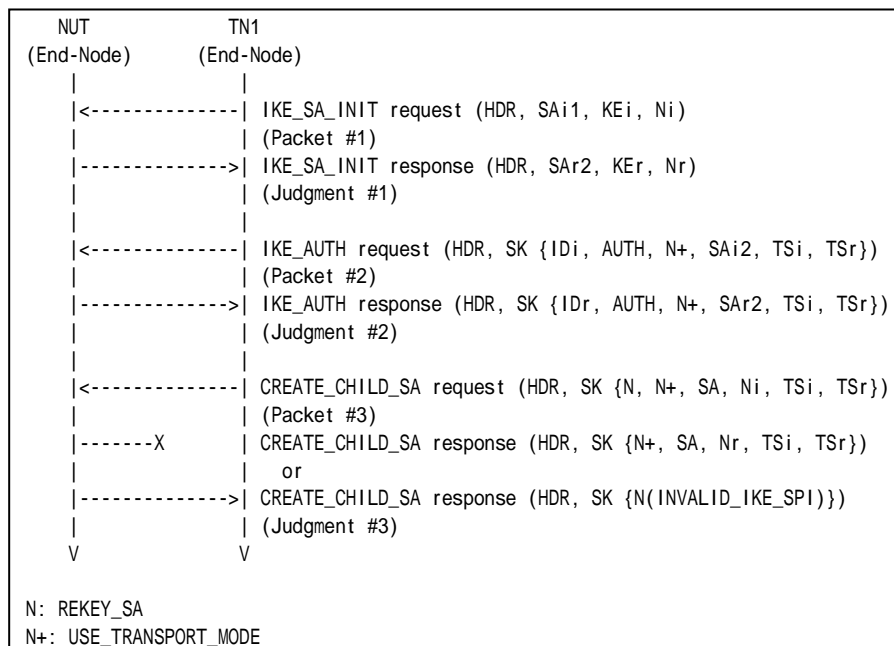 NUT TN1
(End-Node) (End-Node)
| |
|<--------------| IKE_SA_INIT request (HDR, SAi1, KEi, Ni)
| | (Packet #1)
|-------------->| IKE_SA_INIT response (HDR, SAr2, KEr, Nr)
| | (Judgment #1)
| |
|<--------------| IKE_AUTH request (HDR, SK {IDi, AUTH, N+, SAi2, TSi, TSr})
| | (Packet #2)
|-------------->| IKE_AUTH response (HDR, SK {IDr, AUTH, N+, SAr2, TSi, TSr})
| | (Judgment #2)
| |
|<--------------| CREATE_CHILD_SA request (HDR, SK {N, N+, SA, Ni, TSi, TSr})
| | (Packet #3)
|-------X | CREATE_CHILD_SA response (HDR, SK {N+, SA, Nr, TSi, TSr})
| | or
|-------------->| CREATE_CHILD_SA response (HDR, SK {N(INVALID_IKE_SPI)})
| | (Judgment #3)
V V
N: REKEY_SA
N+: USE_TRANSPORT_MODE